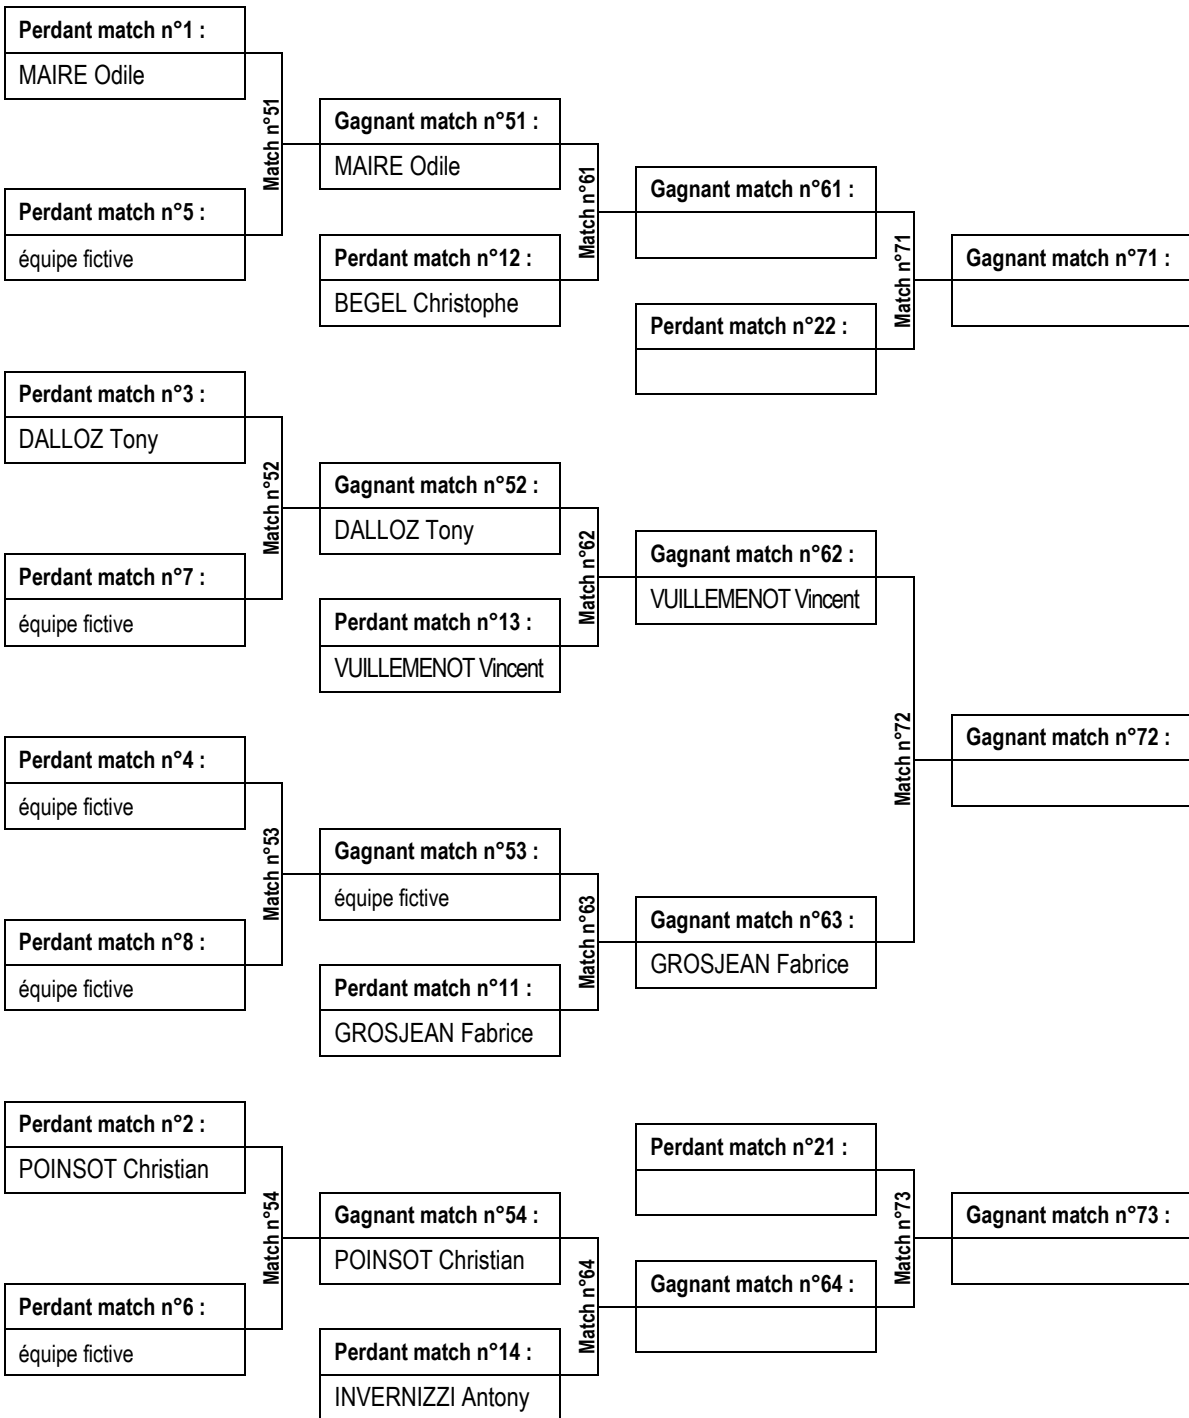 Perdant match n°1 :
MAIRE Odile
Match n°51
Perdant match n°5 :
équipe fictive
Gagnant match n°51 :
MAIRE Odile
Match n°61
Perdant match n°12 :
BEGEL Christophe
Gagnant match n°61 :
Match n°71
Perdant match n°22 :
Gagnant match n°71 :
Perdant match n°3 :
DALLOZ Tony
Match n°52
Perdant match n°7 :
équipe fictive
Gagnant match n°52 :
DALLOZ Tony
Match n°62
Perdant match n°13 :
VUILLEMENOT Vincent
Gagnant match n°62 :
VUILLEMENOT Vincent
Match n°72
Gagnant match n°72 :
Perdant match n°4 :
équipe fictive
Match n°53
Perdant match n°8 :
équipe fictive
Gagnant match n°53 :
équipe fictive
Match n°63
Perdant match n°11 :
GROSJEAN Fabrice
Gagnant match n°63 :
GROSJEAN Fabrice
Perdant match n°2 :
POINSOT Christian
Match n°54
Perdant match n°6 :
équipe fictive
Gagnant match n°54 :
POINSOT Christian
Match n°64
Perdant match n°14 :
INVERNIZZI Antony
Perdant match n°21 :
Match n°73
Gagnant match n°64 :
Gagnant match n°73 :